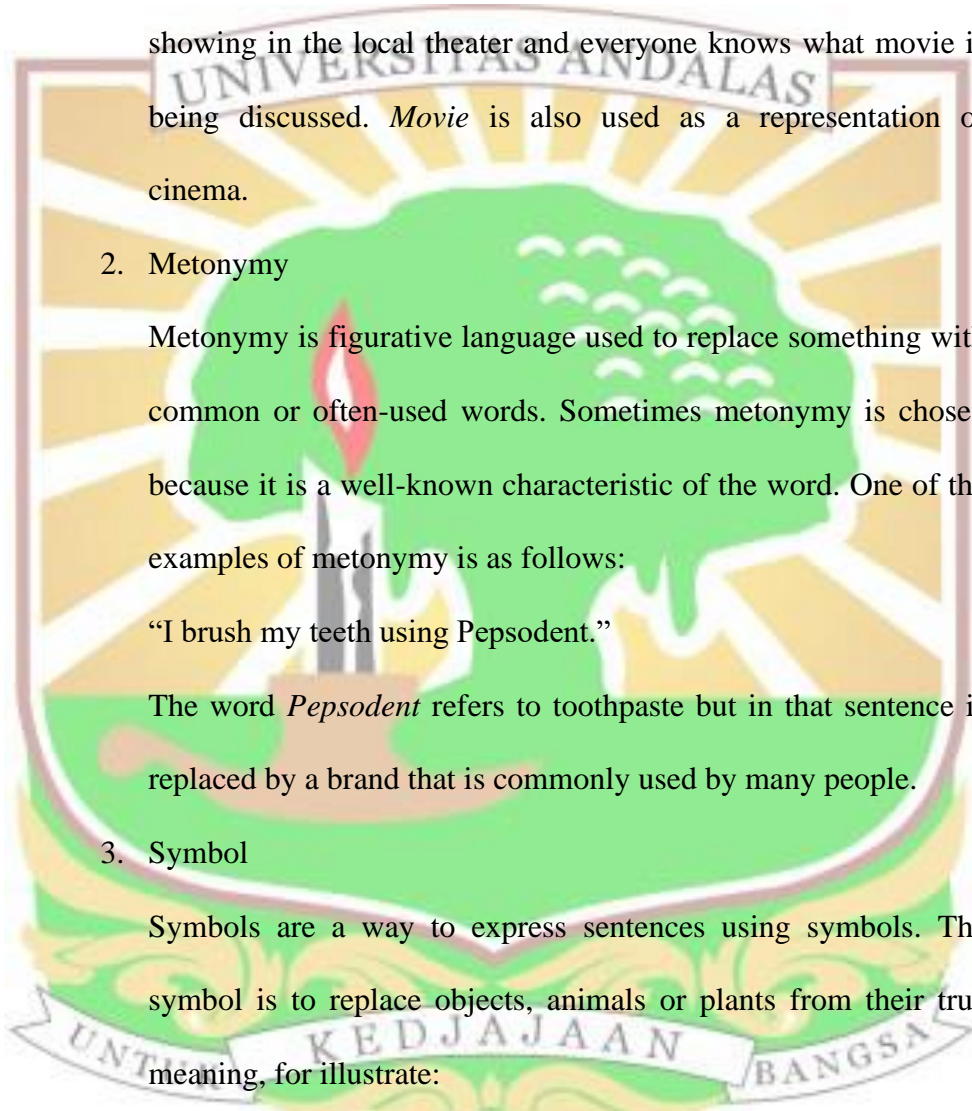 showing in the local theater and everyone knows what movie i
UNIVERSITAS ANDALAS
being discussed. Movie is also used as a representation o
cinema.
2. Metonymy
Metonymy is figurative language used to replace something wit
common or often-used words. Sometimes metonymy is chose
because it is a well-known characteristic of the word. One of th
examples of metonymy is as follows:
“I brush my teeth using Pepsodent.”
The word Pepsodent refers to toothpaste but in that sentence i
replaced by a brand that is commonly used by many people.
3. Symbol
Symbols are a way to express sentences using symbols. Th
symbol is to replace objects, animals or plants from their tru
UNTUK KEDJAJAAN BANGSA
meaning, for illustrate: